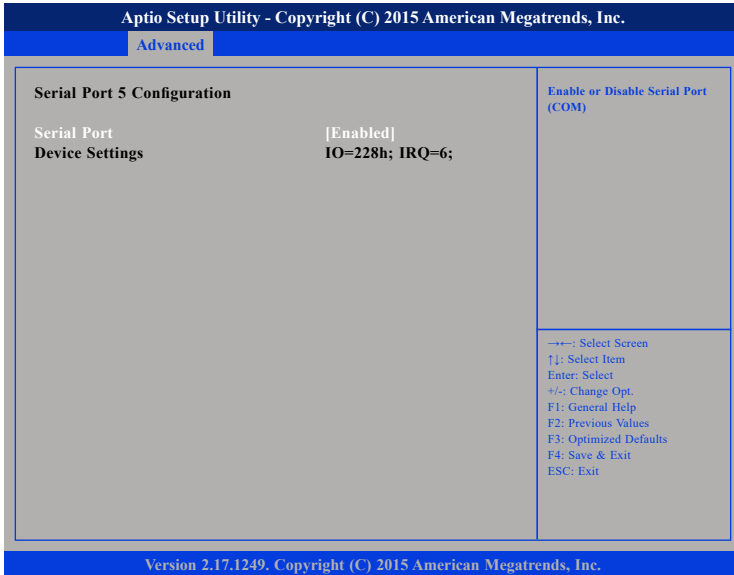 Aptio Setup Utility - Copyright (C) 2015 American Megatrends, Inc.
Advanced
Serial Port 5 Configuration
Serial Port [Enabled]
Device Settings IO=228h; IRQ=6;
Enable or Disable Serial Port
(COM)
→←: Select Screen
↑↓: Select Item
Enter: Select
+/-: Change Opt.
F1: General Help
F2: Previous Values
F3: Optimized Defaults
F4: Save & Exit
ESC: Exit
Version 2.17.1249. Copyright (C) 2015 American Megatrends, Inc.